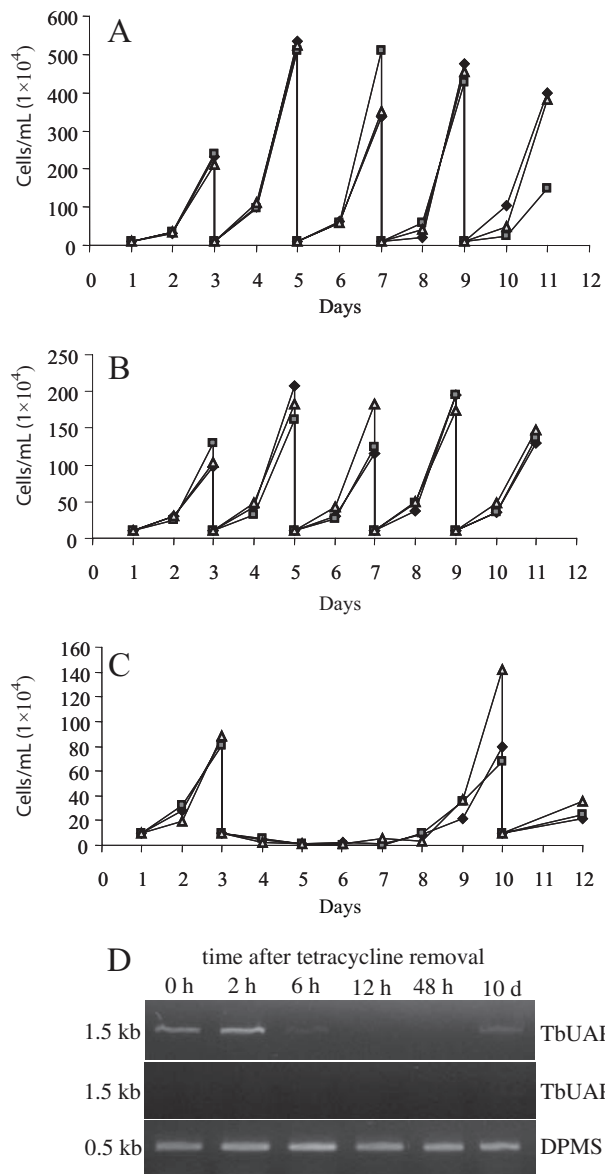 A
Cells/mL (1×10⁴)
600
500
400
300
200
100
0
0 1 2 3 4 5 6 7 8 9 10 11 12
Days
B
Cells/mL (1×10⁴)
250
200
150
100
50
0
0 1 2 3 4 5 6 7 8 9 10 11 12
Days
C
Cells/mL (1×10⁴)
160
140
120
100
80
60
40
20
0
0 1 2 3 4 5 6 7 8 9 10 11 12
Days
D
time after tetracycline removal
0 h 2 h 6 h 12 h 48 h 10 d
1.5 kb
1.5 kb
0.5 kb DPMS